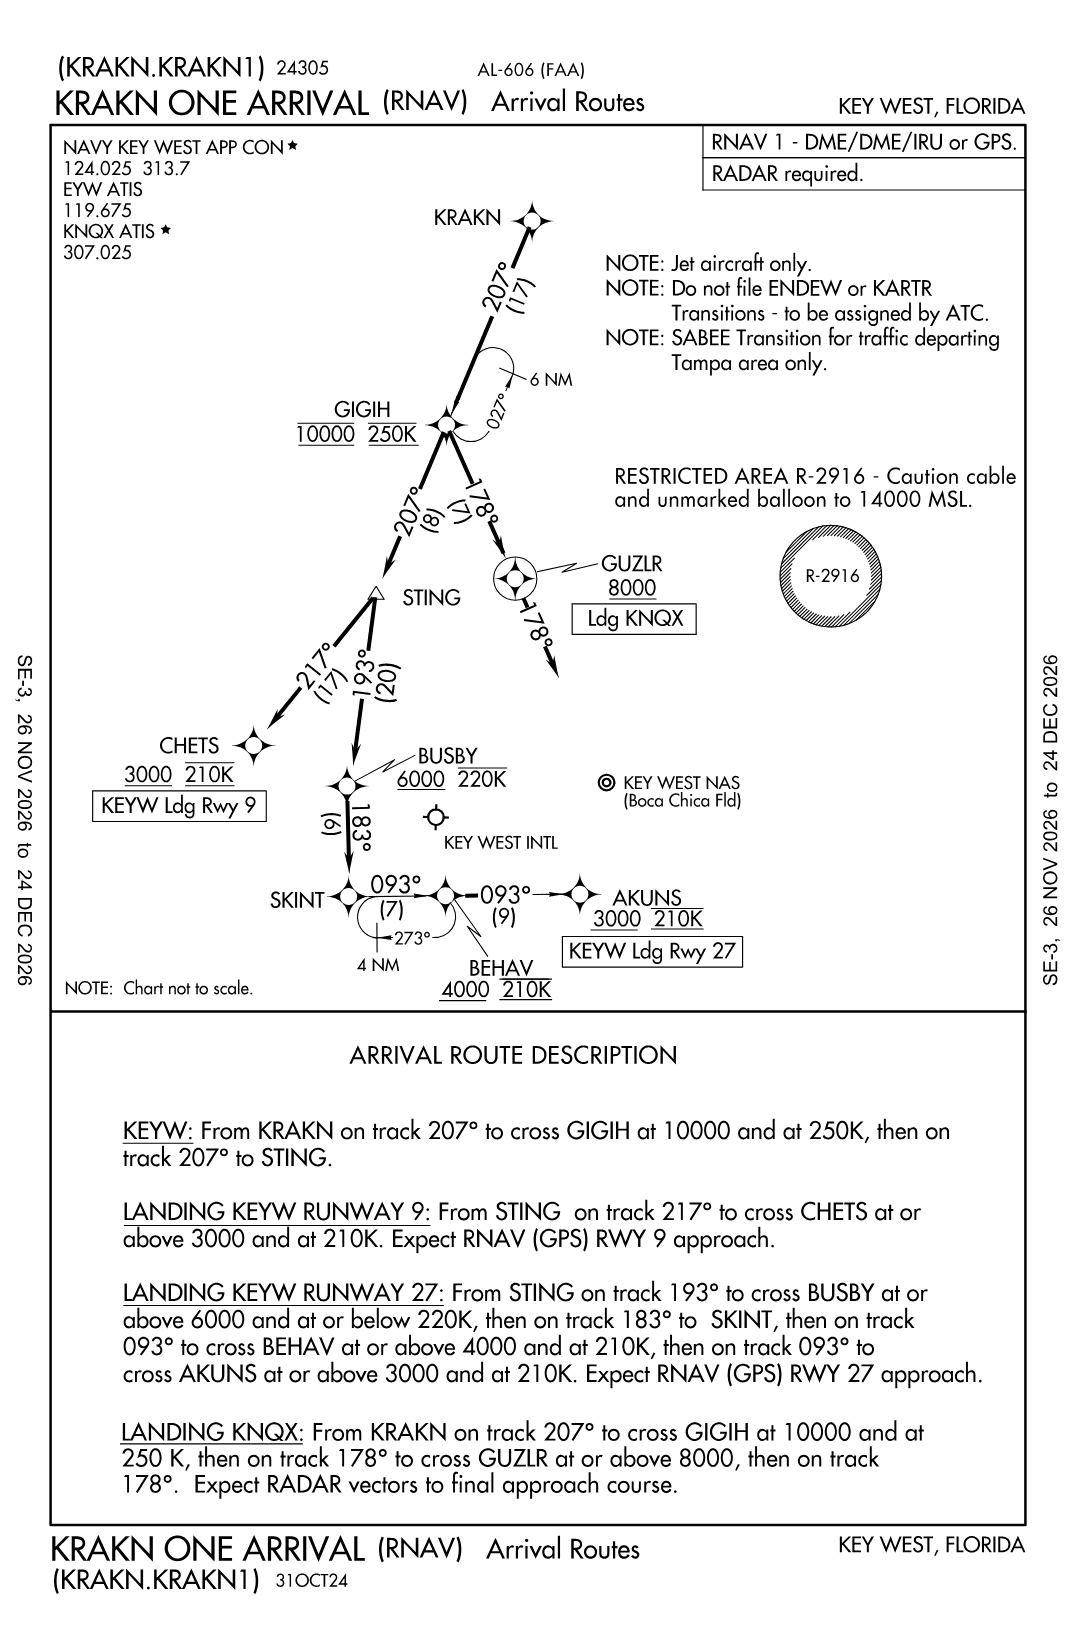 (KRAKN.KRAKN1) 24305
AL-606 (FAA)
KRAKN ONE ARRIVAL (RNAV) Arrival Routes
KEY WEST, FLORIDA
NAVY KEY WEST APP CON ★
124.025 313.7
EYW ATIS
119.675
KNQX ATIS ★
307.025
RNAV 1 - DME/DME/IRU or GPS.
RADAR required.
KRAKN
207°
(17)
NOTE: Jet aircraft only.
NOTE: Do not file ENDEW or KARTR
Transitions - to be assigned by ATC.
NOTE: SABEE Transition for traffic departing
Tampa area only.
6 NM
027°
GIGIH
10000 250K
207°
(8)
178°
(7)
RESTRICTED AREA R-2916 - Caution cable
and unmarked balloon to 14000 MSL.
R-2916
GUZLR
8000
Ldg KNQX
178°
STING
217°
(17)
193°
(20)
CHETS
3000 210K
KEYW Ldg Rwy 9
BUSBY
6000 220K
183°
(6)
KEY WEST NAS
(Boca Chica Fld)
KEY WEST INTL
SKINT
093°
(7)
093°
(9)
AKUNS
3000 210K
KEYW Ldg Rwy 27
273°
4 NM
BEHAV
4000 210K
NOTE: Chart not to scale.
SE-3, 26 NOV 2026 to 24 DEC 2026
SE-3, 26 NOV 2026 to 24 DEC 2026
ARRIVAL ROUTE DESCRIPTION
KEYW: From KRAKN on track 207° to cross GIGIH at 10000 and at 250K, then on
track 207° to STING.
LANDING KEYW RUNWAY 9: From STING on track 217° to cross CHETS at or
above 3000 and at 210K. Expect RNAV (GPS) RWY 9 approach.
LANDING KEYW RUNWAY 27: From STING on track 193° to cross BUSBY at or
above 6000 and at or below 220K, then on track 183° to SKINT, then on track
093° to cross BEHAV at or above 4000 and at 210K, then on track 093° to
cross AKUNS at or above 3000 and at 210K. Expect RNAV (GPS) RWY 27 approach.
LANDING KNQX: From KRAKN on track 207° to cross GIGIH at 10000 and at
250 K, then on track 178° to cross GUZLR at or above 8000, then on track
178°. Expect RADAR vectors to final approach course.
KRAKN ONE ARRIVAL (RNAV) Arrival Routes
KEY WEST, FLORIDA
(KRAKN.KRAKN1) 31OCT24